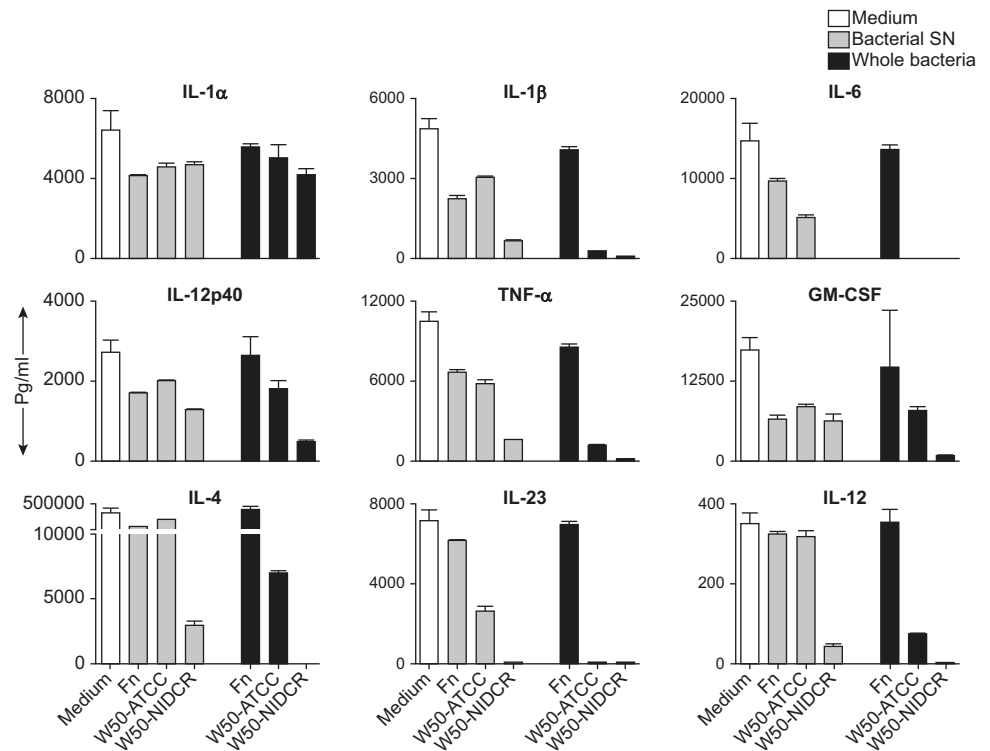 Medium
Bacterial SN
Whole bacteria
IL-1α
8000
4000
0
IL-1β
6000
3000
0
IL-6
20000
10000
0
Pg/ml
IL-12p40
4000
2000
0
TNF-α
12000
6000
0
GM-CSF
25000
12500
0
IL-4
500000
10000
10000
5000
0
IL-23
8000
4000
0
IL-12
400
200
0
Medium
Fn
W50-ATCC
W50-NIDCR
Fn
W50-ATCC
W50-NIDCR
Medium
Fn
W50-ATCC
W50-NIDCR
Fn
W50-ATCC
W50-NIDCR
Medium
Fn
W50-ATCC
W50-NIDCR
Fn
W50-ATCC
W50-NIDCR